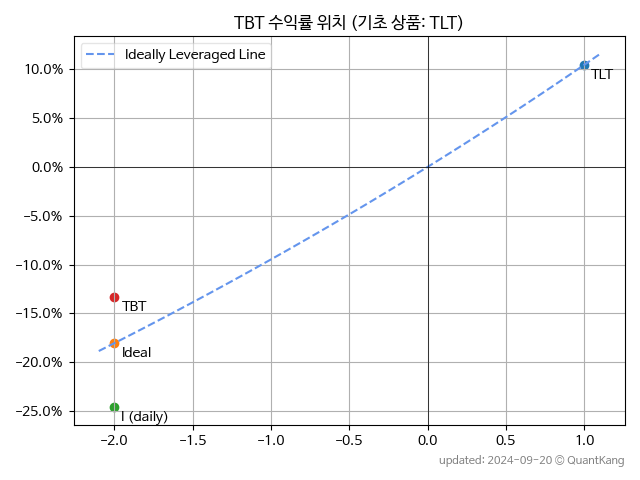 TBT 수익률 위치 (기초 상품: TLT)
Ideally Leveraged Line
10.0%
5.0%
0.0%
−5.0%
−10.0%
−15.0%
−20.0%
−25.0%
TLT
TBT
Ideal
I (daily)
−2.0 −1.5 −1.0 −0.5 0.0 0.5 1.0
updated: 2024-09-20 © QuantKang